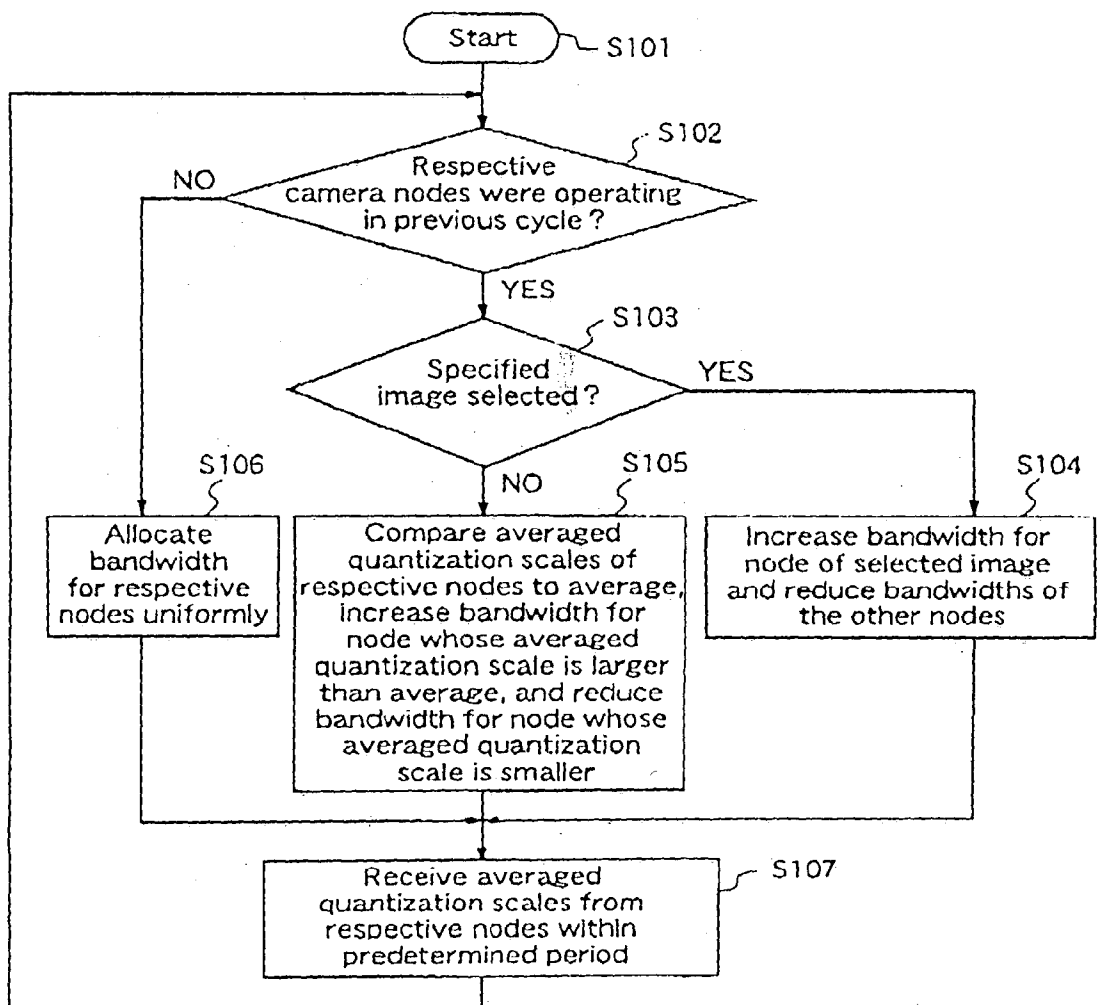 Start
S101
S102
Respective
camera nodes were operating
in previous cycle?
NO
YES
S103
Specified
image selected?
YES
NO
S106
Allocate
bandwidth
for respective
nodes uniformly
S105
Compare averaged
quantization scales of
respective nodes to average,
increase bandwidth for
node whose averaged
quantization scale is larger
than average, and reduce
bandwidth for node whose
averaged quantization
scale is smaller
S104
Increase bandwidth for
node of selected image
and reduce bandwidths of
the other nodes
S107
Receive averaged
quantization scales from
respective nodes within
predetermined period